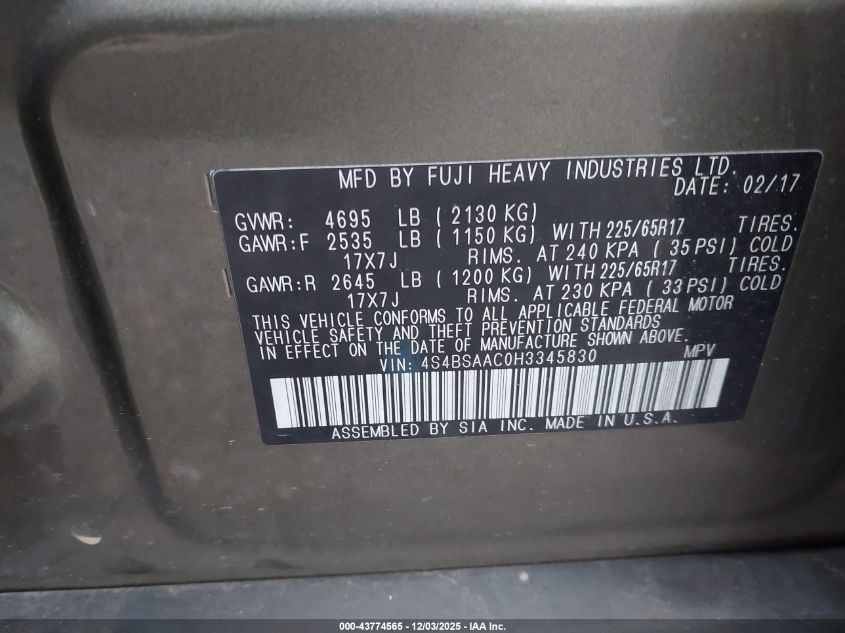 MFD BY FUJI HEAVY INDUSTRIES LTD.
DATE: 02/17
GVWR: 4695 LB ( 2130 KG)
GAWR:F 2535 LB ( 1150 KG) WITH 225/65R17 TIRES.
17X7J RIMS. AT 240 KPA ( 35 PSI) COLD
GAWR:R 2645 LB ( 1200 KG) WITH 225/65R17 TIRES.
17X7J RIMS. AT 230 KPA ( 33 PSI) COLD
THIS VEHICLE CONFORMS TO ALL APPLICABLE FEDERAL MOTOR
VEHICLE SAFETY AND THEFT PREVENTION STANDARDS
IN EFFECT ON THE DATE OF MANUFACTURE SHOWN ABOVE.
VIN: 4S4BSAAC0H3345830 MPV
ASSEMBLED BY SIA INC. MADE IN U.S.A.
000-43774565 - 12/03/2025 - IAA Inc.